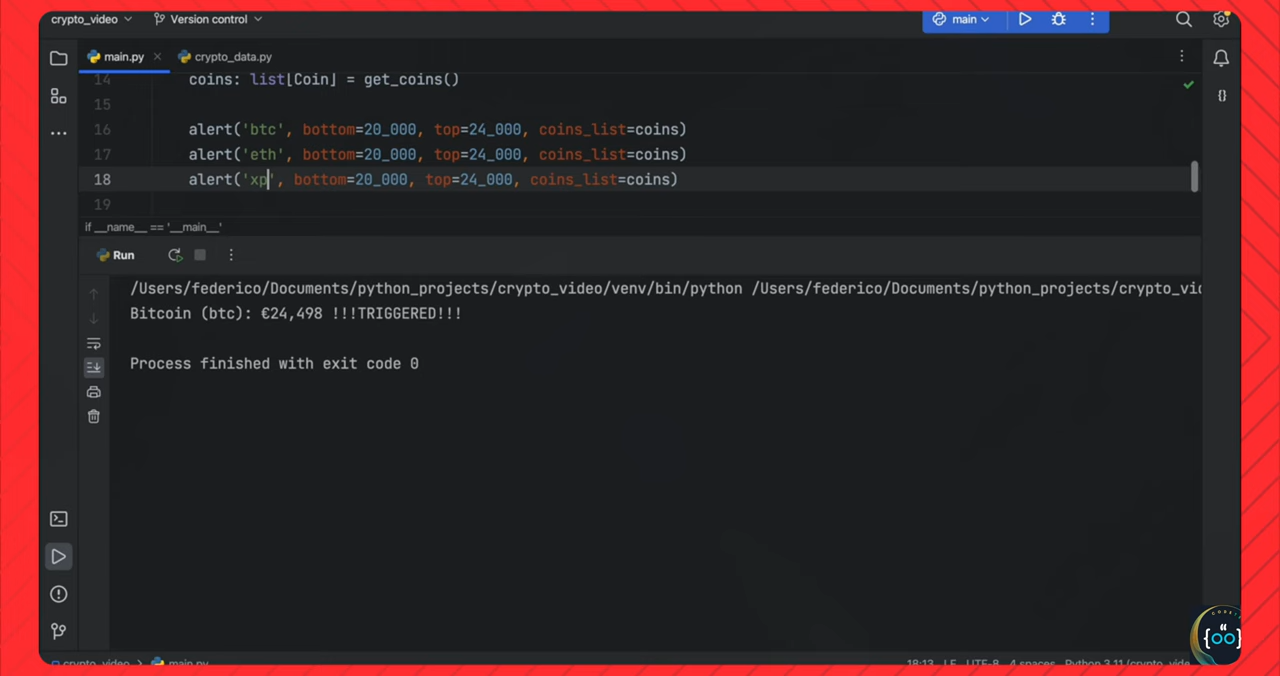 crypto_video Version control main
main.py crypto_data.py
14 coins: list[Coin] = get_coins()
15
16 alert('btc', bottom=20_000, top=24_000, coins_list=coins)
17 alert('eth', bottom=20_000, top=24_000, coins_list=coins)
18 alert('xp', bottom=20_000, top=24_000, coins_list=coins)
19
if __name__ == '__main__'
Run
/Users/federico/Documents/python_projects/crypto_video/venv/bin/python /Users/federico/Documents/python_projects/crypto_vi
Bitcoin (btc): €24,498 !!!TRIGGERED!!!
Process finished with exit code 0
crypto_video main.py 18:13 LF UTF-8 4 spaces Python 3.11 (crypto_vide